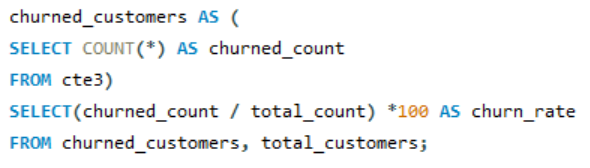 churned_customers AS (
SELECT COUNT(*) AS churned_count
FROM cte3)
SELECT(churned_count / total_count) *100 AS churn_rate
FROM churned_customers, total_customers;